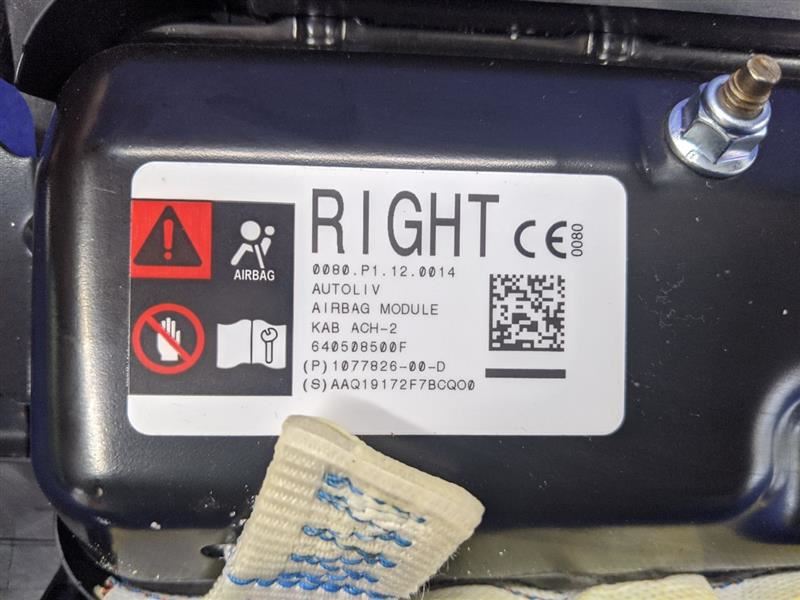 RIGHT
CE 0080
0080.P1.12.0014
AUTOLIV
AIRBAG MODULE
KAB ACH-2
640508500F
(P)1077826-00-D
(S)AAQ19172F7BCQO0
AIRBAG